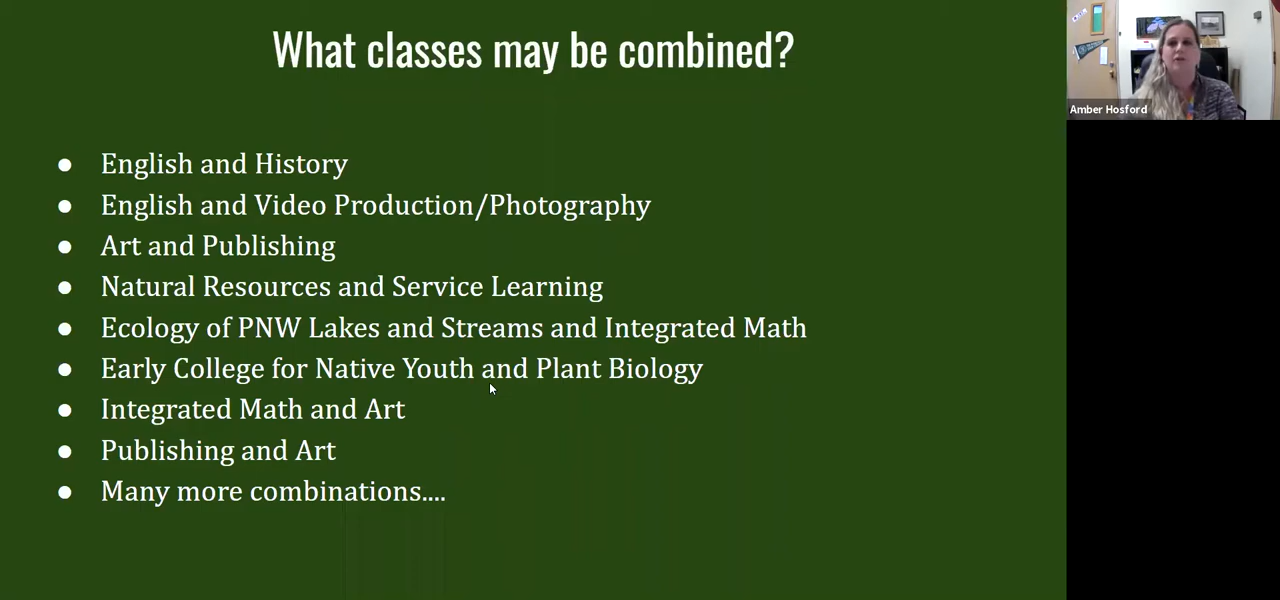 What classes may be combined?
Amber Hosford
● English and History
● English and Video Production/Photography
● Art and Publishing
● Natural Resources and Service Learning
● Ecology of PNW Lakes and Streams and Integrated Math
● Early College for Native Youth and Plant Biology
● Integrated Math and Art
● Publishing and Art
● Many more combinations....